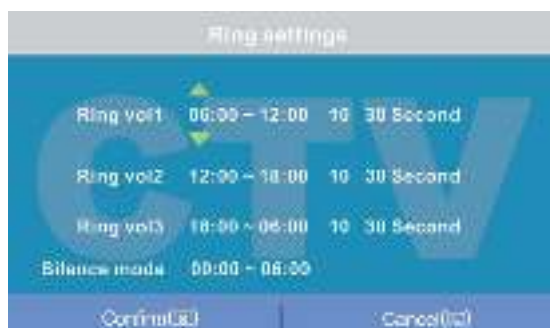 Ring settings
Ring vol1 06:00 ~ 12:00 10 30 Second
Ring vol2 12:00 ~ 18:00 10 30 Second
Ring vol3 18:00 ~ 06:00 10 30 Second
Silence mode 00:00 - 06:00
Confirm Cancel
CTV